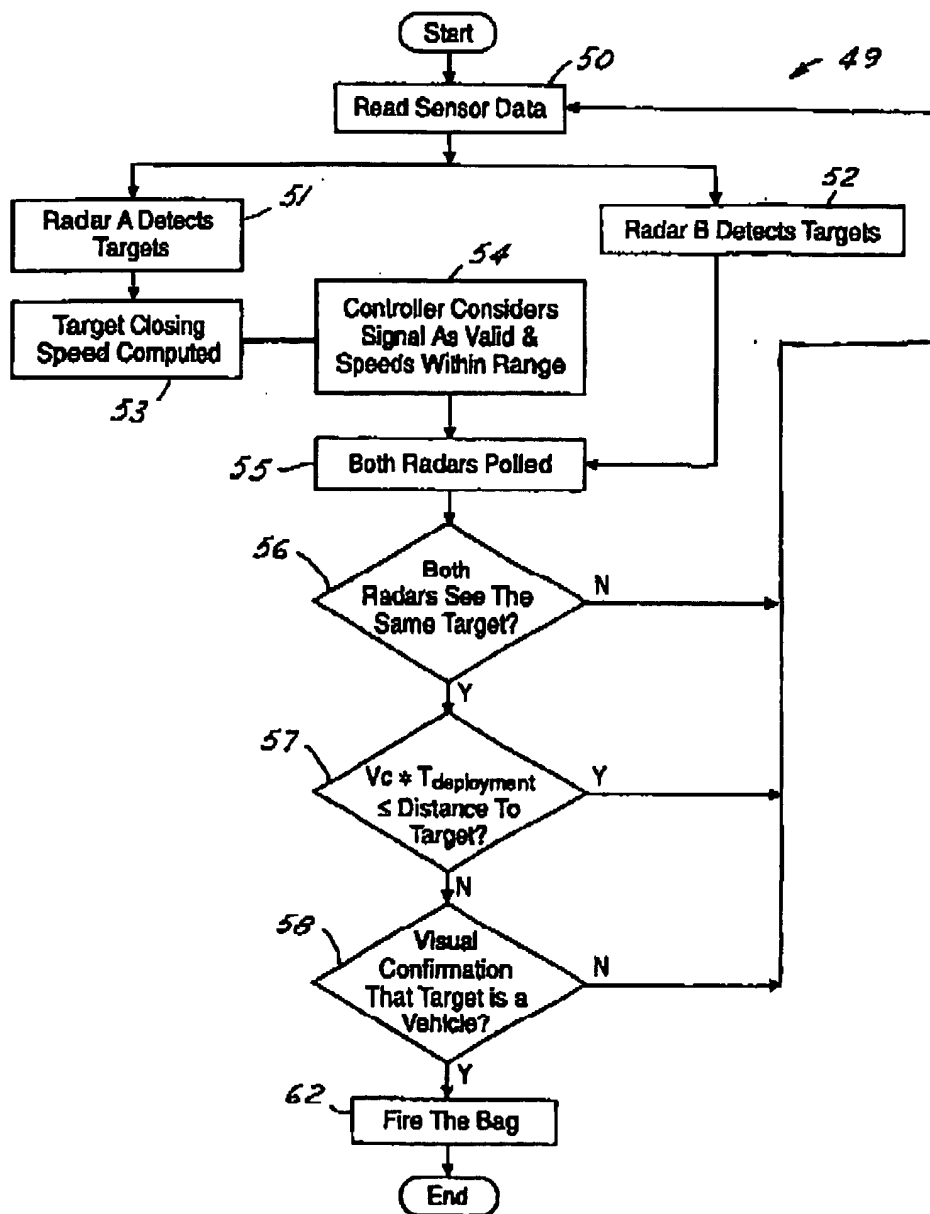 Start
50
49
Read Sensor Data
51
52
Radar A Detects
Targets
Radar B Detects Targets
54
Target Closing
Speed Computed
Controller Considers
Signal As Valid &
Speeds Within Range
53
55
Both Radars Polled
56
Both
Radars See The
Same Target?
N
Y
57
Vc * Tdeployment
≤ Distance To
Target?
Y
N
58
Visual
Confirmation
That Target is a
Vehicle?
N
Y
62
Fire The Bag
End